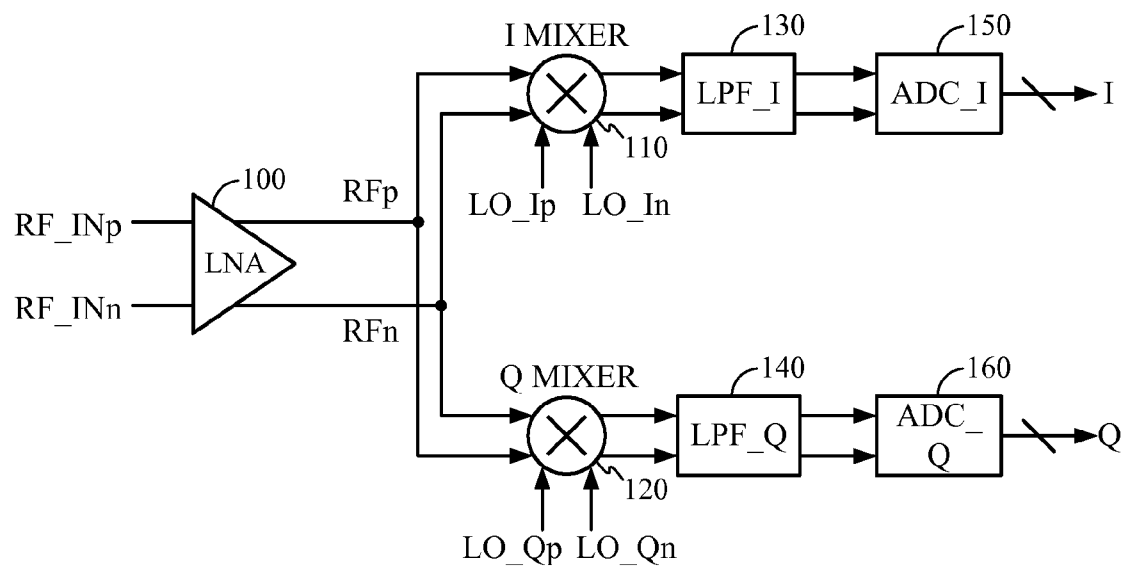 I MIXER
130
150
LPF_I
ADC_I
I
110
LO_Ip
LO_In
100
RFp
RF_INp
LNA
RF_INn
RFn
Q MIXER
140
160
LPF_Q
ADC_
Q
Q
120
LO_Qp
LO_Qn